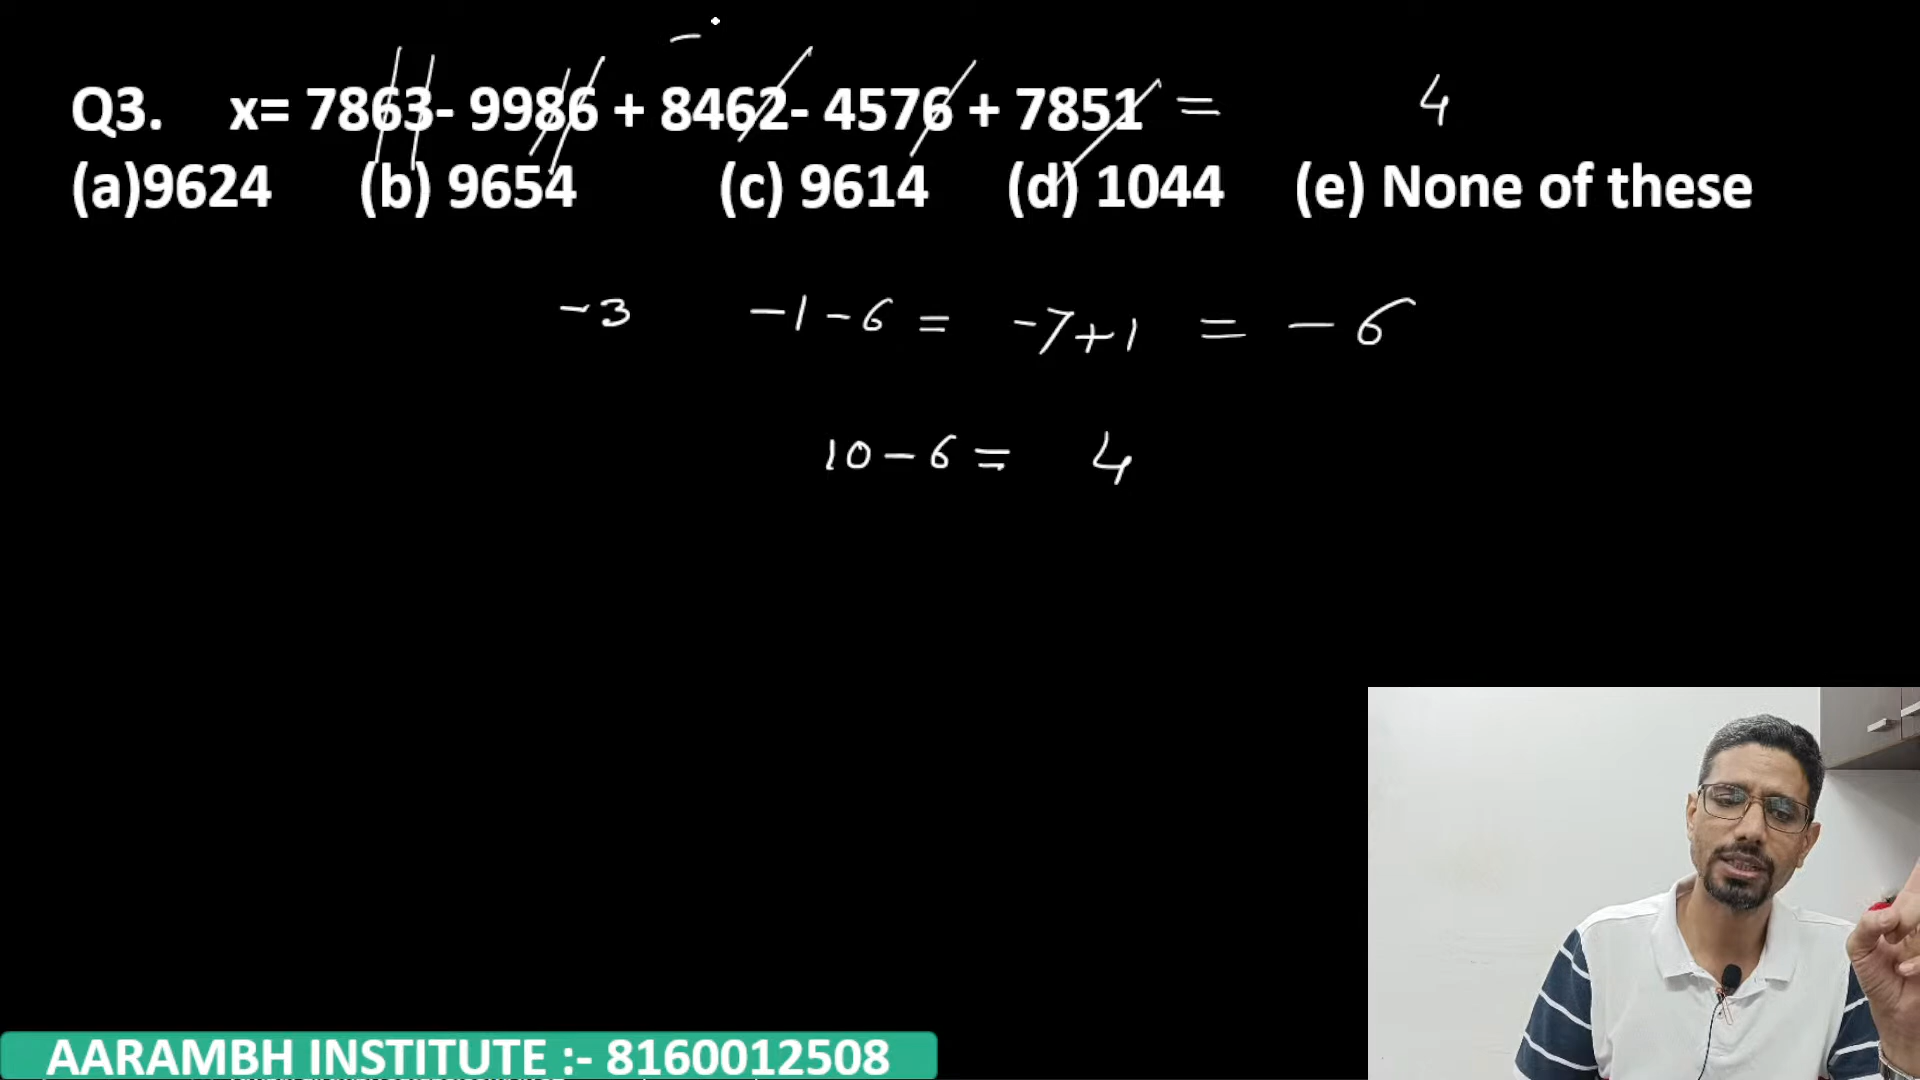 Q3. x= 7863- 9986 + 8462- 4576 + 7851 = 4
(a)9624 (b) 9654 (c) 9614 (d) 1044 (e) None of these
-3 -1-6 = -7+1 = -6
10-6= 4
AARAMBH INSTITUTE :- 8160012508